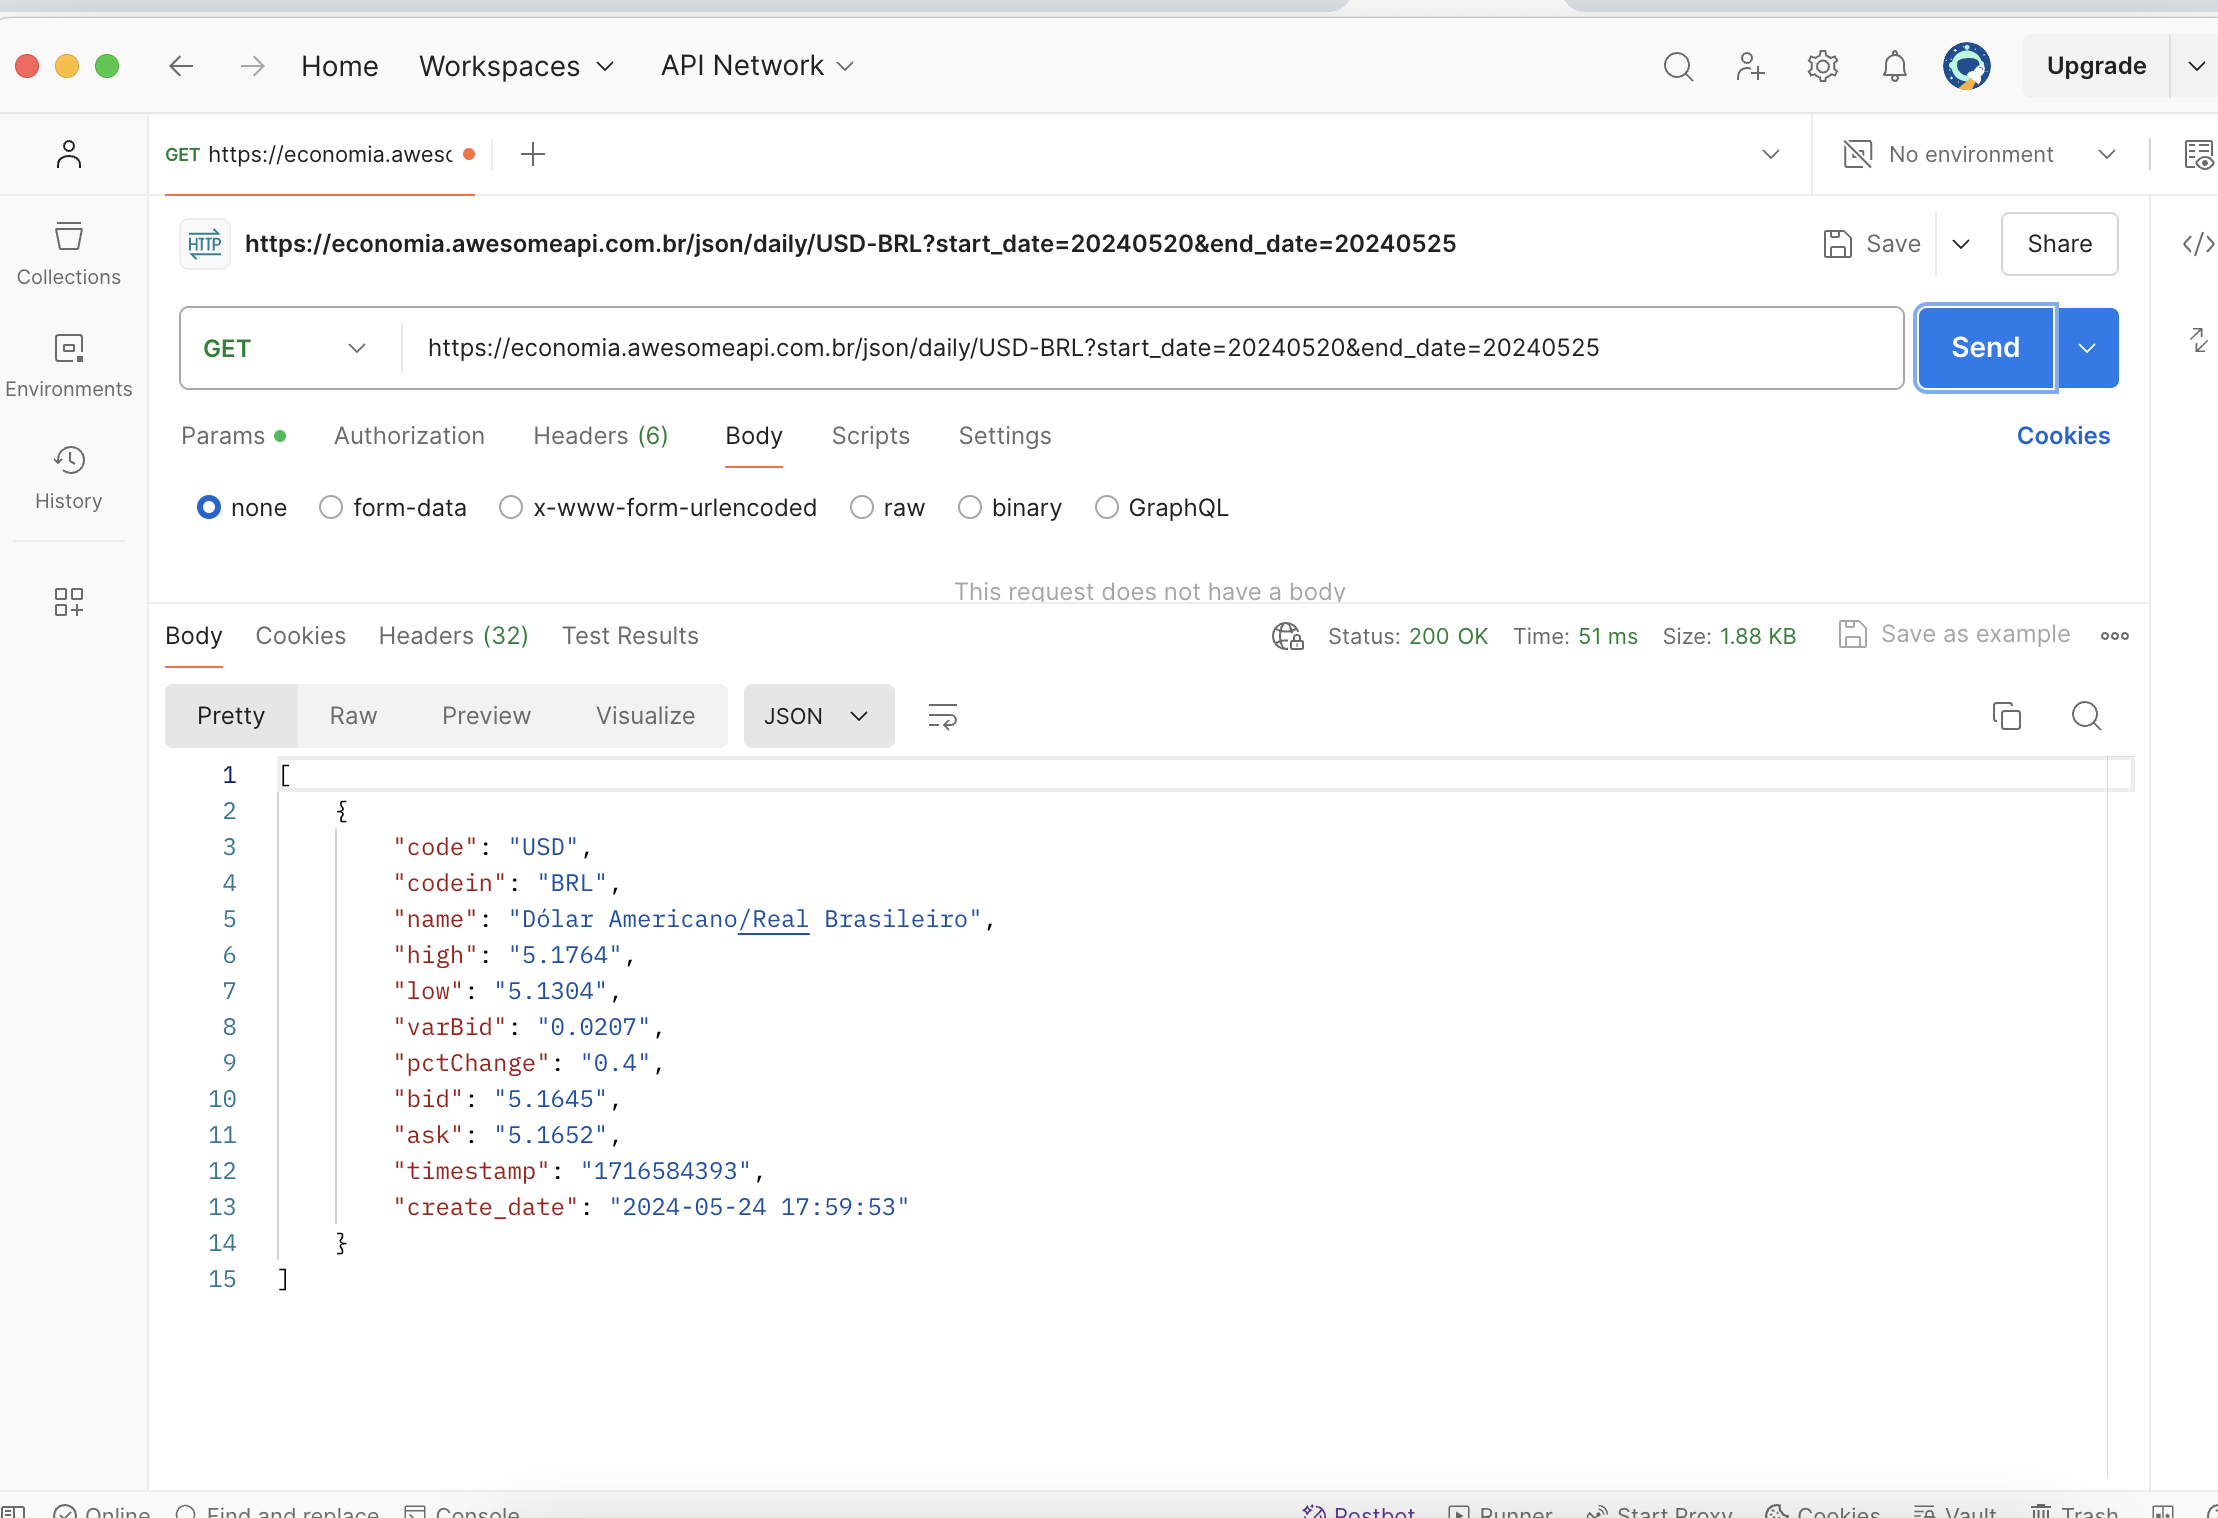 Home Workspaces API Network Upgrade
GET https://economia.aweso No environment
HTTP https://economia.awesomeapi.com.br/json/daily/USD-BRL?start_date=20240520&end_date=20240525 Save Share
Collections
GET https://economia.awesomeapi.com.br/json/daily/USD-BRL?start_date=20240520&end_date=20240525 Send
Environments
Params Authorization Headers (6) Body Scripts Settings Cookies
History
none form-data x-www-form-urlencoded raw binary GraphQL
This request does not have a body
Body Cookies Headers (32) Test Results Status: 200 OK Time: 51 ms Size: 1.88 KB Save as example
Pretty Raw Preview Visualize JSON
1 [
2 {
3 "code": "USD",
4 "codein": "BRL",
5 "name": "Dólar Americano/Real Brasileiro",
6 "high": "5.1764",
7 "low": "5.1304",
8 "varBid": "0.0207",
9 "pctChange": "0.4",
10 "bid": "5.1645",
11 "ask": "5.1652",
12 "timestamp": "1716584393",
13 "create_date": "2024-05-24 17:59:53"
14 }
15 ]
Online Find and replace Console Postbot Runner Start Proxy Cookies Vault Trash